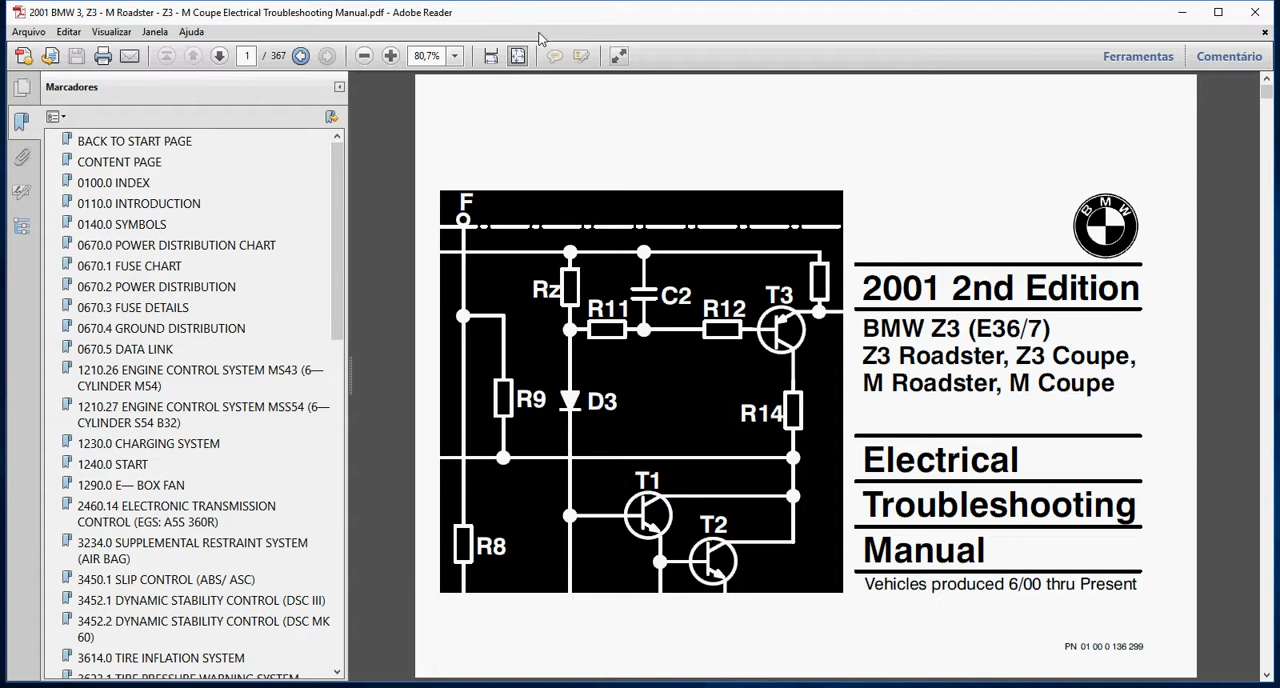 2001 BMW 3, Z3 - M Roadster - Z3 - M Coupe Electrical Troubleshooting Manual.pdf - Adobe Reader
Arquivo Editar Visualizar Janela Ajuda
1 / 367 80,7% Ferramentas Comentário
Marcadores
BACK TO START PAGE
CONTENT PAGE
0100.0 INDEX
0110.0 INTRODUCTION
0140.0 SYMBOLS
0670.0 POWER DISTRIBUTION CHART
0670.1 FUSE CHART
0670.2 POWER DISTRIBUTION
0670.3 FUSE DETAILS
0670.4 GROUND DISTRIBUTION
0670.5 DATA LINK
1210.26 ENGINE CONTROL SYSTEM MS43 (6—
CYLINDER M54)
1210.27 ENGINE CONTROL SYSTEM MSS54 (6—
CYLINDER S54 B32)
1230.0 CHARGING SYSTEM
1240.0 START
1290.0 E— BOX FAN
2460.14 ELECTRONIC TRANSMISSION
CONTROL (EGS: A5S 360R)
3234.0 SUPPLEMENTAL RESTRAINT SYSTEM
(AIR BAG)
3450.1 SLIP CONTROL (ABS/ ASC)
3452.1 DYNAMIC STABILITY CONTROL (DSC III)
3452.2 DYNAMIC STABILITY CONTROL (DSC MK
60)
3614.0 TIRE INFLATION SYSTEM
3623.1 TIRE PRESSURE WARNING SYSTEM
F
Rz
R11
C2
R12
T3
R9
D3
R14
T1
T2
R8
BMW
2001 2nd Edition
BMW Z3 (E36/7)
Z3 Roadster, Z3 Coupe,
M Roadster, M Coupe
Electrical
Troubleshooting
Manual
Vehicles produced 6/00 thru Present
PN 01 00 0 136 299